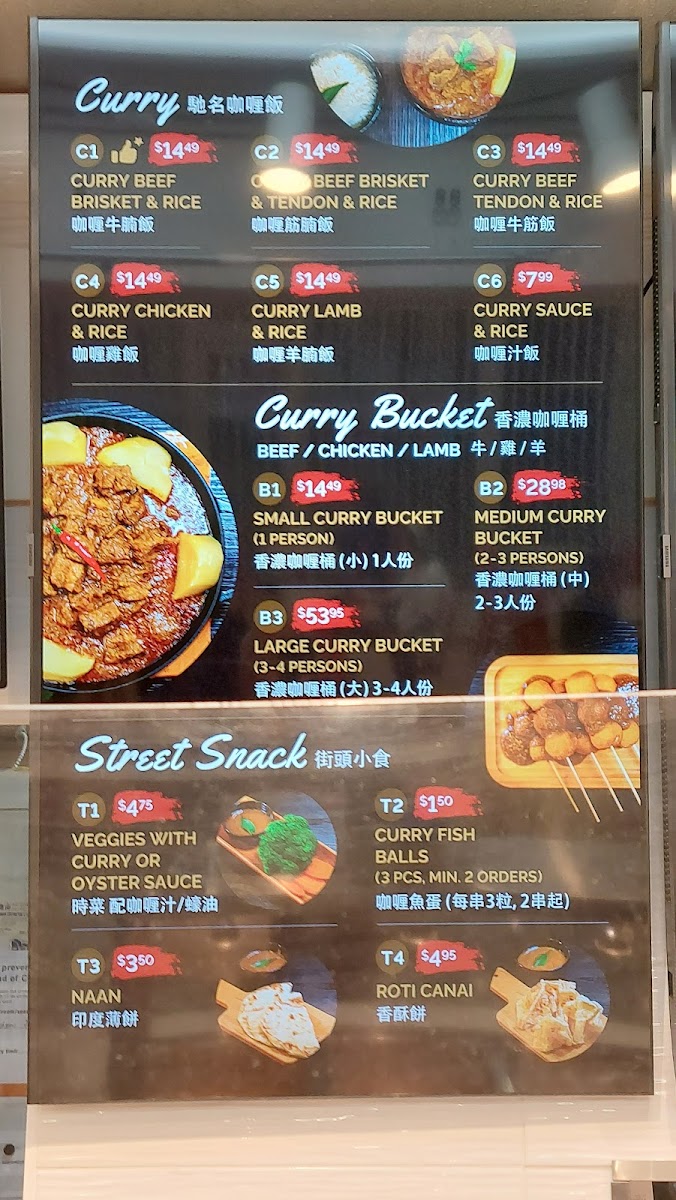 Curry 馳名咖喱飯
C1 $14.49
CURRY BEEF
BRISKET & RICE
咖喱牛腩飯
C2 $14.49
BEEF BRISKET
& TENDON & RICE
咖喱筋腩飯
C3 $14.49
CURRY BEEF
TENDON & RICE
咖喱牛筋飯
C4 $14.49
CURRY CHICKEN
& RICE
咖喱雞飯
C5 $14.49
CURRY LAMB
& RICE
咖喱羊腩飯
C6 $7.99
CURRY SAUCE
& RICE
咖喱汁飯
Curry Bucket 香濃咖喱桶
BEEF / CHICKEN / LAMB 牛/雞/羊
B1 $14.49
SMALL CURRY BUCKET
(1 PERSON)
香濃咖喱桶 (小) 1人份
B2 $28.98
MEDIUM CURRY
BUCKET
(2-3 PERSONS)
香濃咖喱桶 (中)
2-3人份
B3 $53.95
LARGE CURRY BUCKET
(3-4 PERSONS)
香濃咖喱桶 (大) 3-4人份
Street Snack 街頭小食
T1 $4.75
VEGGIES WITH
CURRY OR
OYSTER SAUCE
時菜 配咖喱汁/蠔油
T2 $1.50
CURRY FISH
BALLS
(3 PCS, MIN. 2 ORDERS)
咖喱魚蛋 (每串3粒, 2串起)
T3 $3.50
NAAN
印度薄餅
T4 $4.95
ROTI CANAI
香酥餅